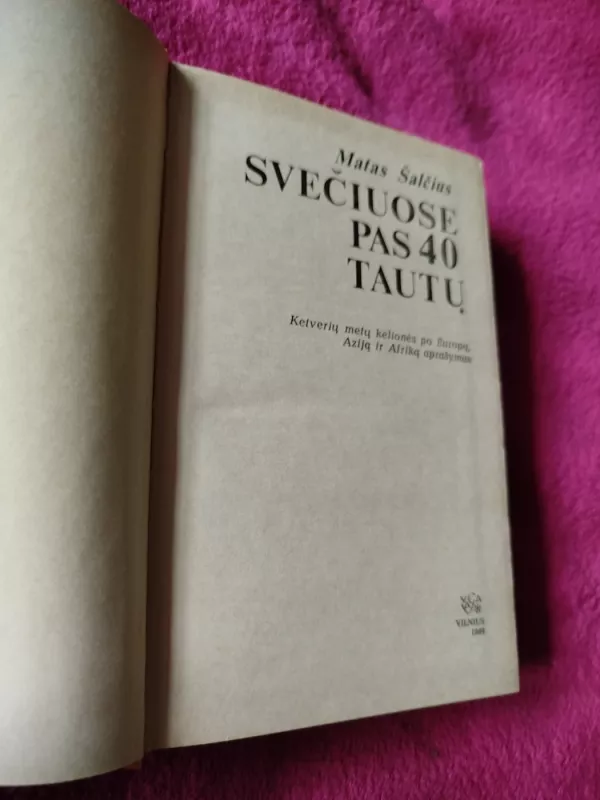 Matas Šalčius
SVEČIUOSE
PAS 40
TAUTŲ
Ketverių metų kelionės po Europą,
Aziją ir Afriką aprašymas
VILNIUS